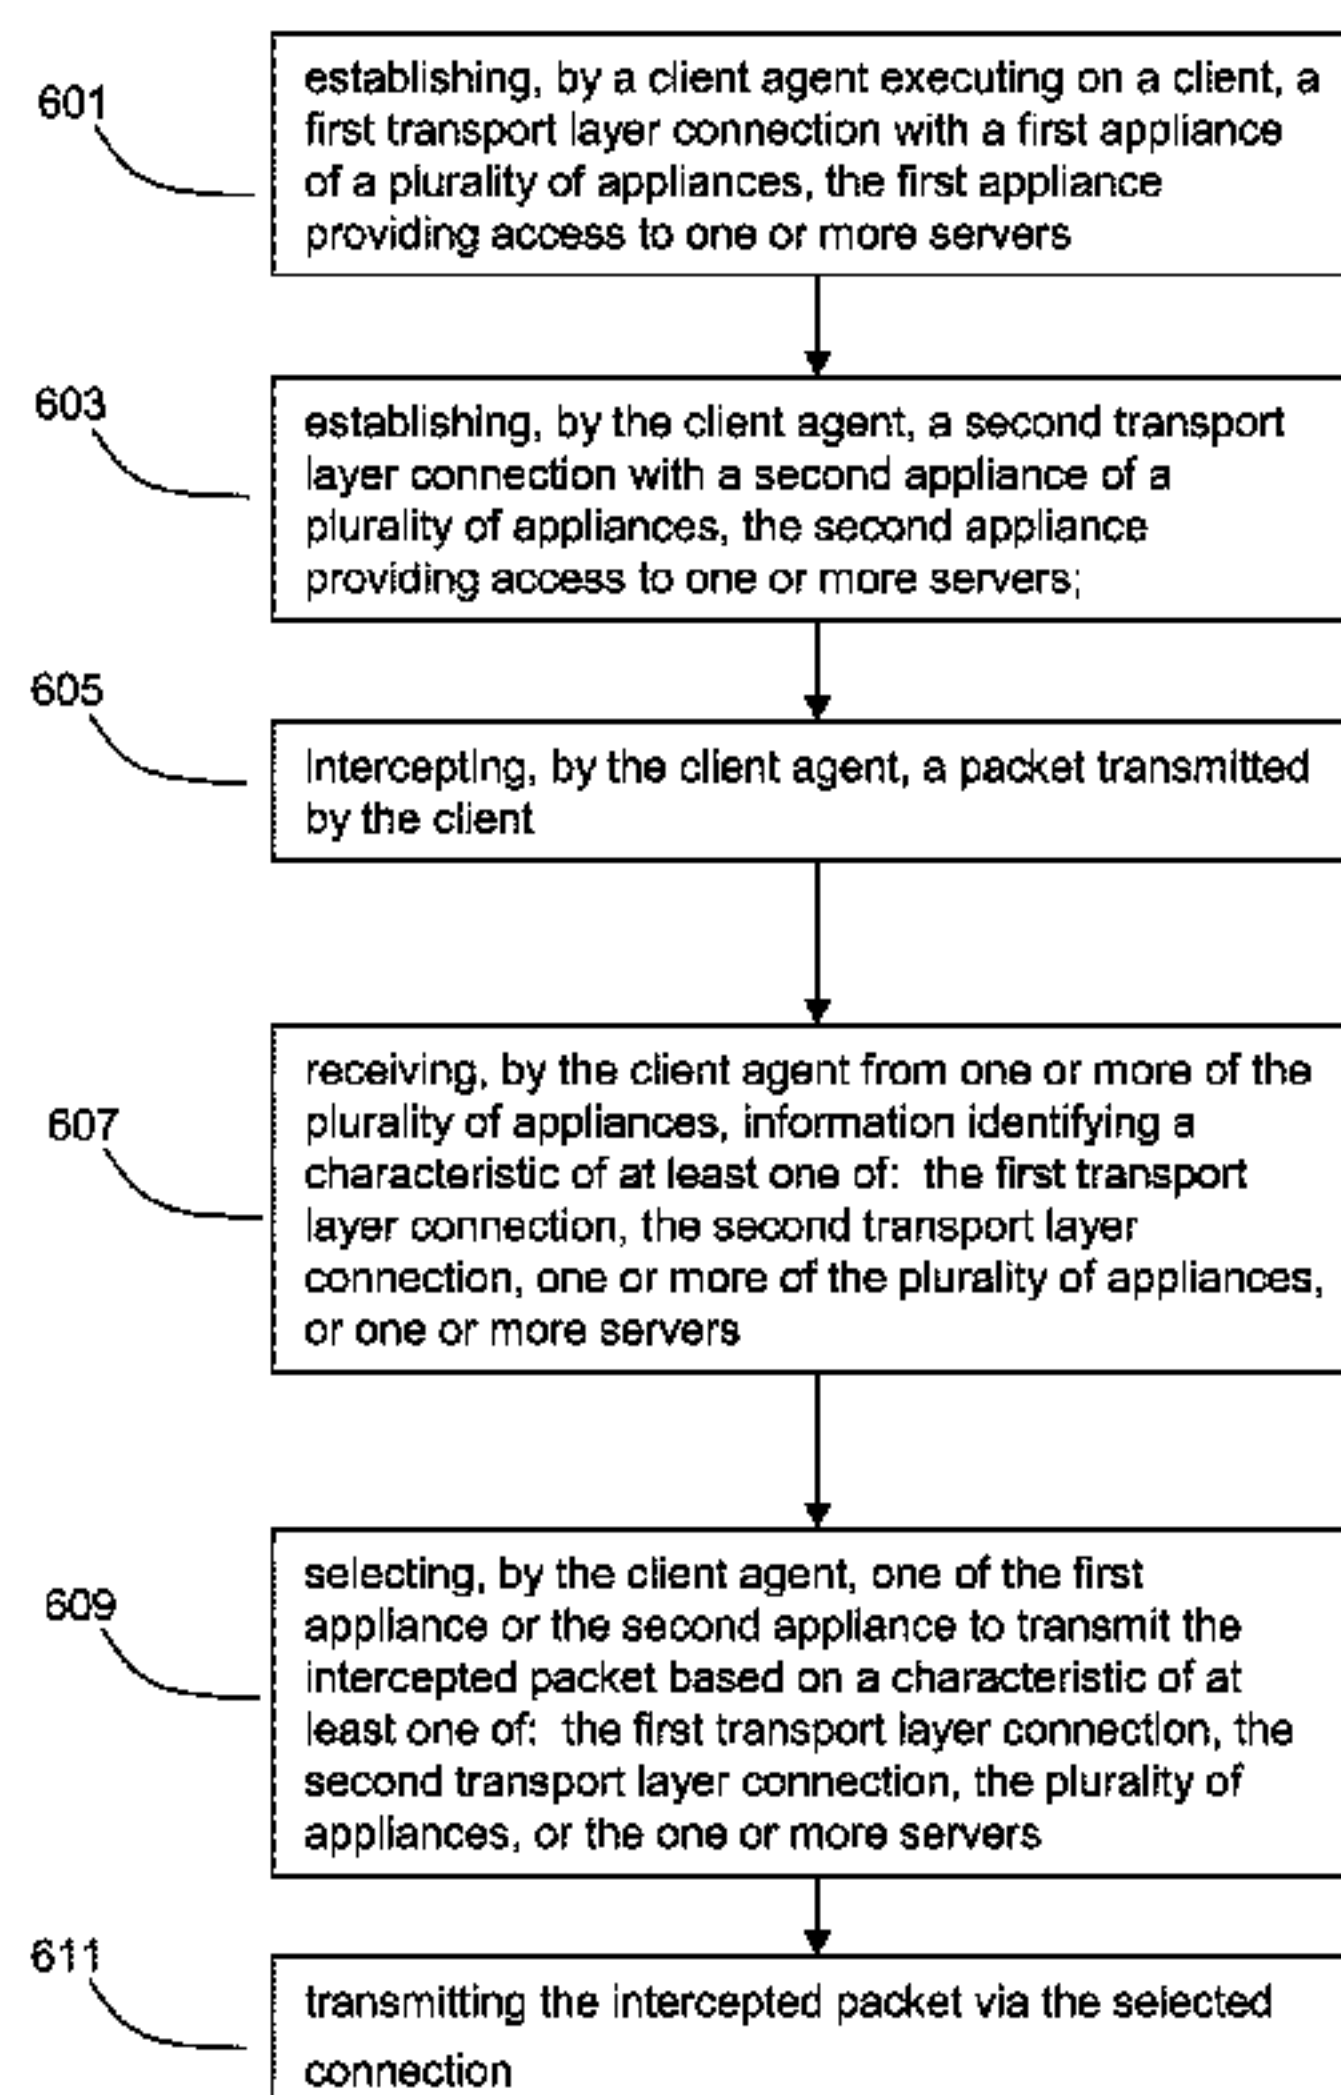 601
establishing, by a client agent executing on a client, a
first transport layer connection with a first appliance
of a plurality of appliances, the first appliance
providing access to one or more servers
603
establishing, by the client agent, a second transport
layer connection with a second appliance of a
plurality of appliances, the second appliance
providing access to one or more servers;
605
Intercepting, by the client agent, a packet transmitted
by the client
607
receiving, by the client agent from one or more of the
plurality of appliances, information identifying a
characteristic of at least one of: the first transport
layer connection, the second transport layer
connection, one or more of the plurality of appliances,
or one or more servers
609
selecting, by the client agent, one of the first
appliance or the second appliance to transmit the
intercepted packet based on a characteristic of at
least one of: the first transport layer connection, the
second transport layer connection, the plurality of
appliances, or the one or more servers
611
transmitting the intercepted packet via the selected
connection